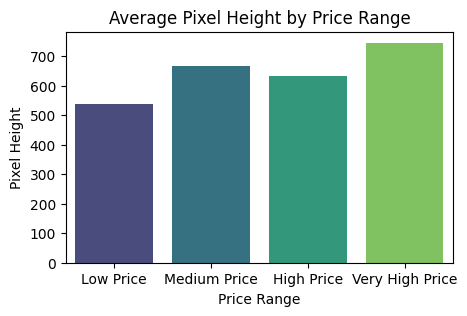 Average Pixel Height by Price Range
Pixel Height
700
600
500
400
300
200
100
0
Low Price
Medium Price
High Price
Very High Price
Price Range